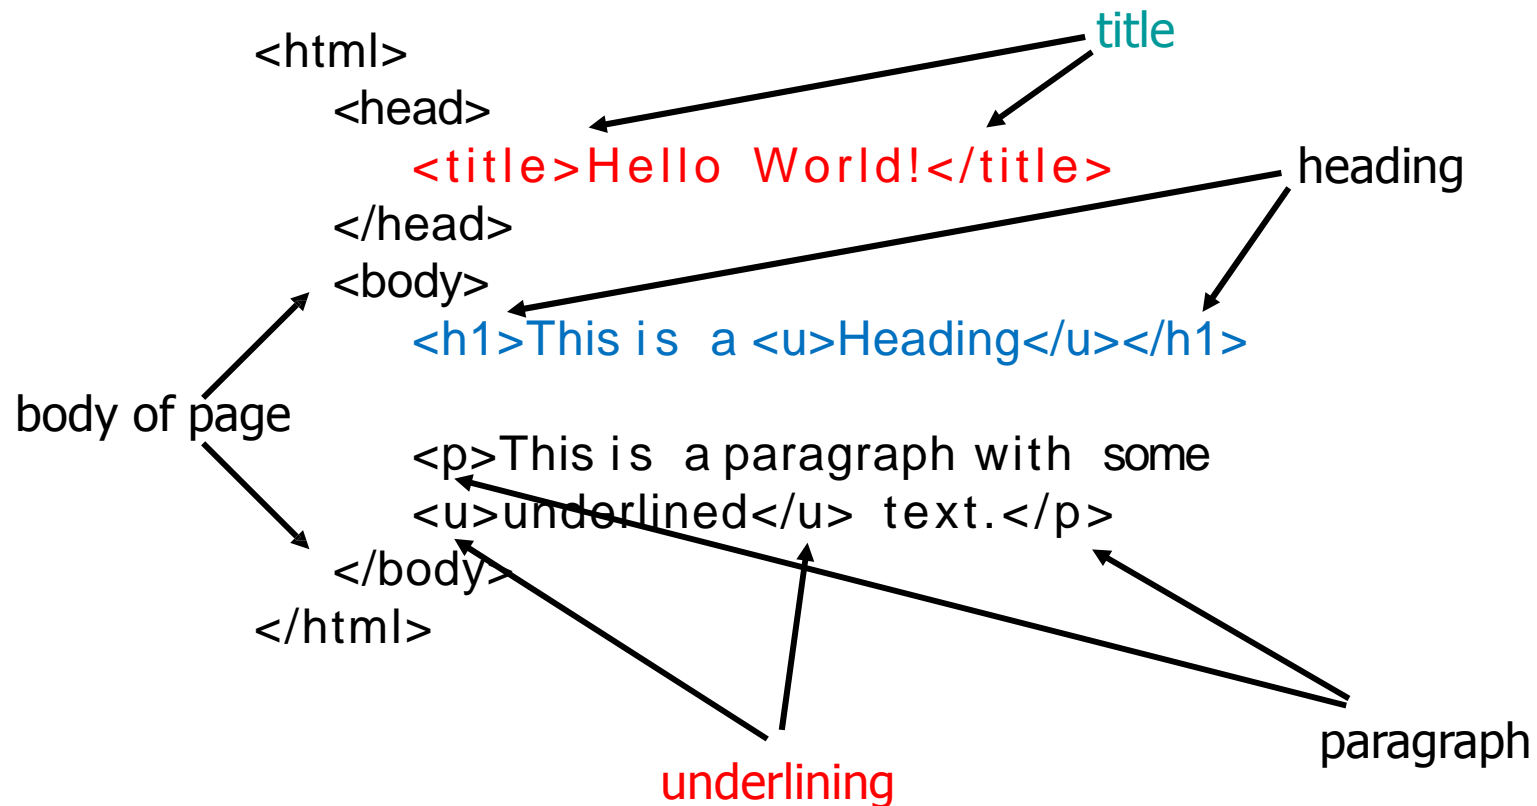 title
<html>
<head>
<title>Hello World!</title>
heading
</head>
<body>
<h1>This is a <u>Heading</u></h1>
body of page
<p>This is a paragraph with some
<u>underlined</u> text.</p>
</body>
</html>
paragraph
underlining